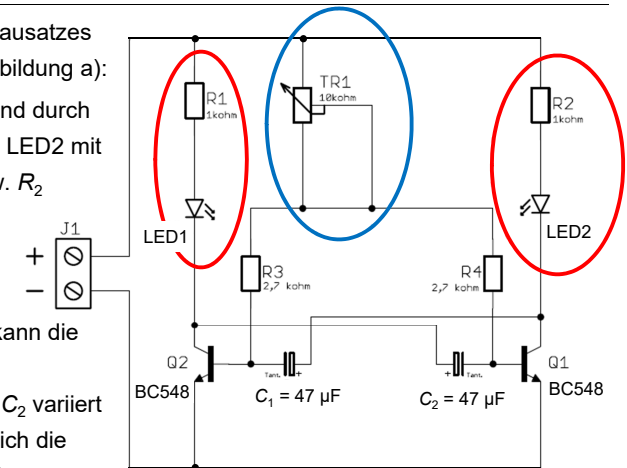 ausatzes
bildung a):
nd durch
LED2 mit
v. R2
TR1
10kohm
R1
1kohm
R2
1kohm
LED1
LED2
J1
+
−
R3
2,7 kohm
R4
2,7 kohm
kann die
Q2
BC548
Tant.
+
C1 = 47 µF
+
Tant.
C2 = 47 µF
Q1
BC548
C2 variiert
ich die